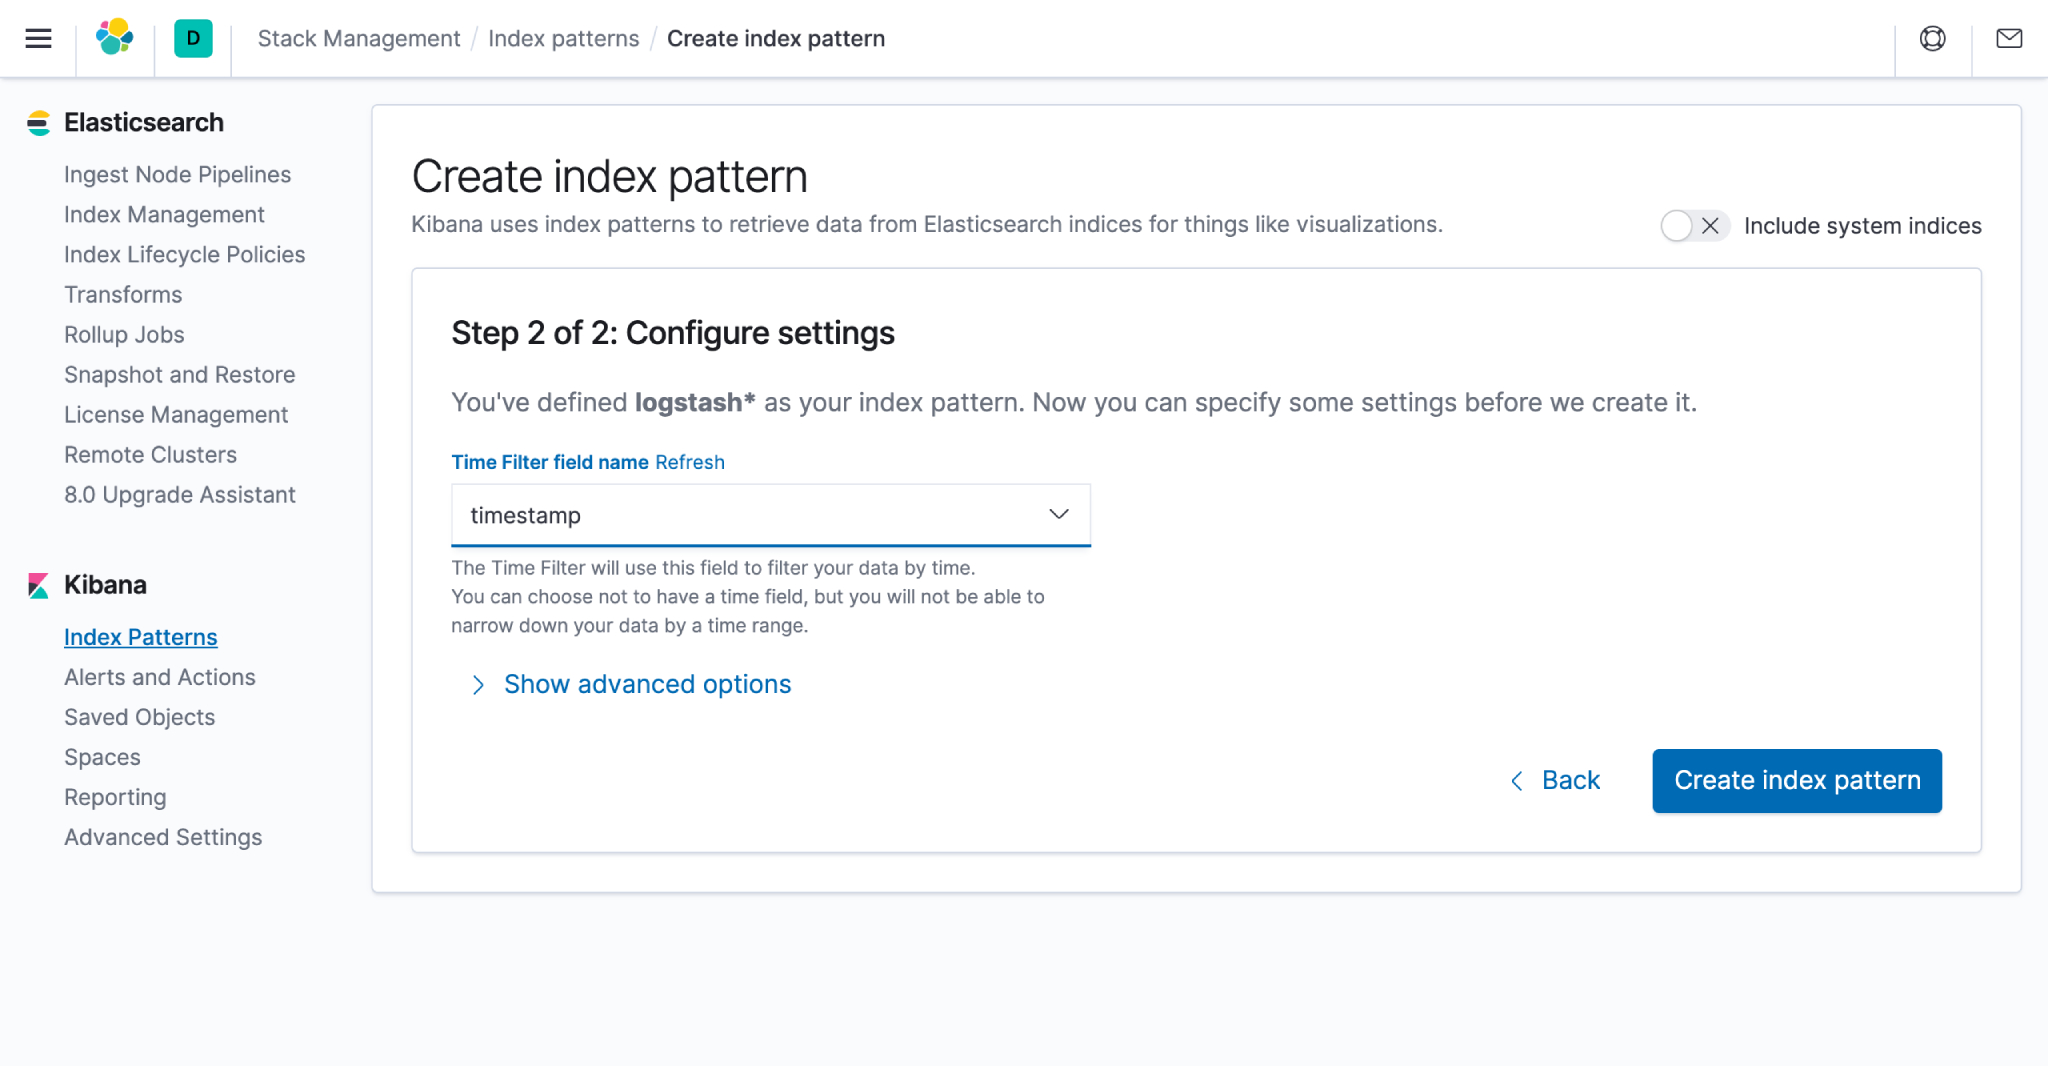 D
Stack Management / Index patterns / Create index pattern
Elasticsearch
Ingest Node Pipelines
Index Management
Index Lifecycle Policies
Transforms
Rollup Jobs
Snapshot and Restore
License Management
Remote Clusters
8.0 Upgrade Assistant
Kibana
Index Patterns
Alerts and Actions
Saved Objects
Spaces
Reporting
Advanced Settings
Create index pattern
Kibana uses index patterns to retrieve data from Elasticsearch indices for things like visualizations.
Include system indices
Step 2 of 2: Configure settings
You've defined logstash* as your index pattern. Now you can specify some settings before we create it.
Time Filter field name Refresh
timestamp
The Time Filter will use this field to filter your data by time.
You can choose not to have a time field, but you will not be able to
narrow down your data by a time range.
Show advanced options
Back
Create index pattern